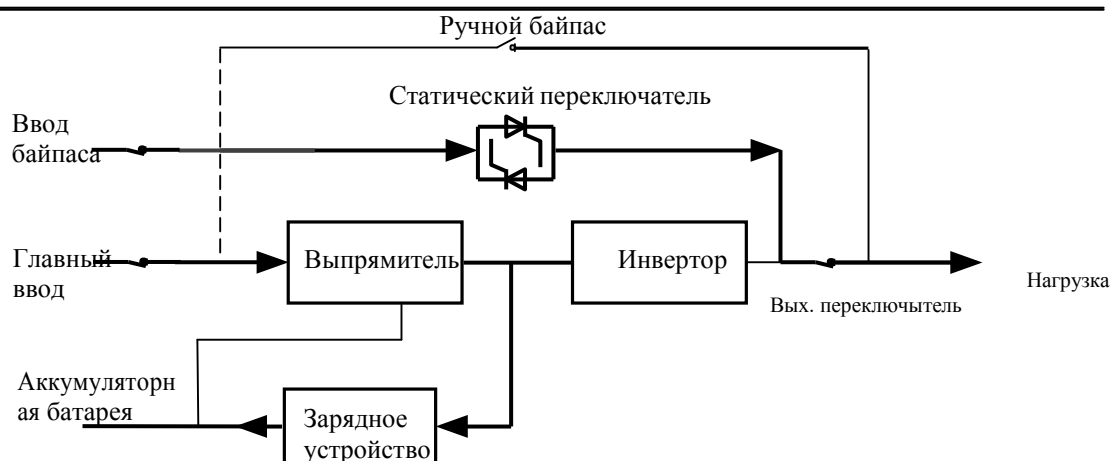 Ручной байпас
Статический переключатель
Ввод
байпаса
Главный
ввод
Выпрямитель
Инвертор
Нагрузка
Вых. переключытель
Аккумуляторн
ая батарея
Зарядное
устройство